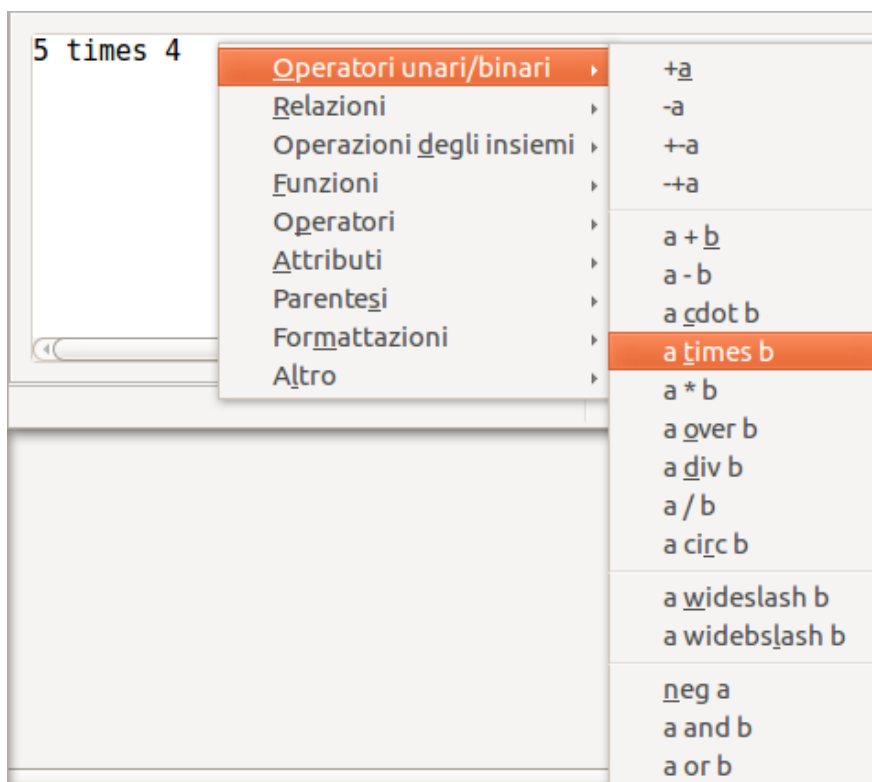 5 times 4
Operatori unari/binari
Relazioni
Operazioni degli insiemi
Funzioni
Operatori
Attributi
Parentesi
Formattazioni
Altro
+a
-a
+-a
-+a
a + b
a - b
a cdot b
a times b
a * b
a over b
a div b
a / b
a circ b
a wideslash b
a widebslash b
neg a
a and b
a or b